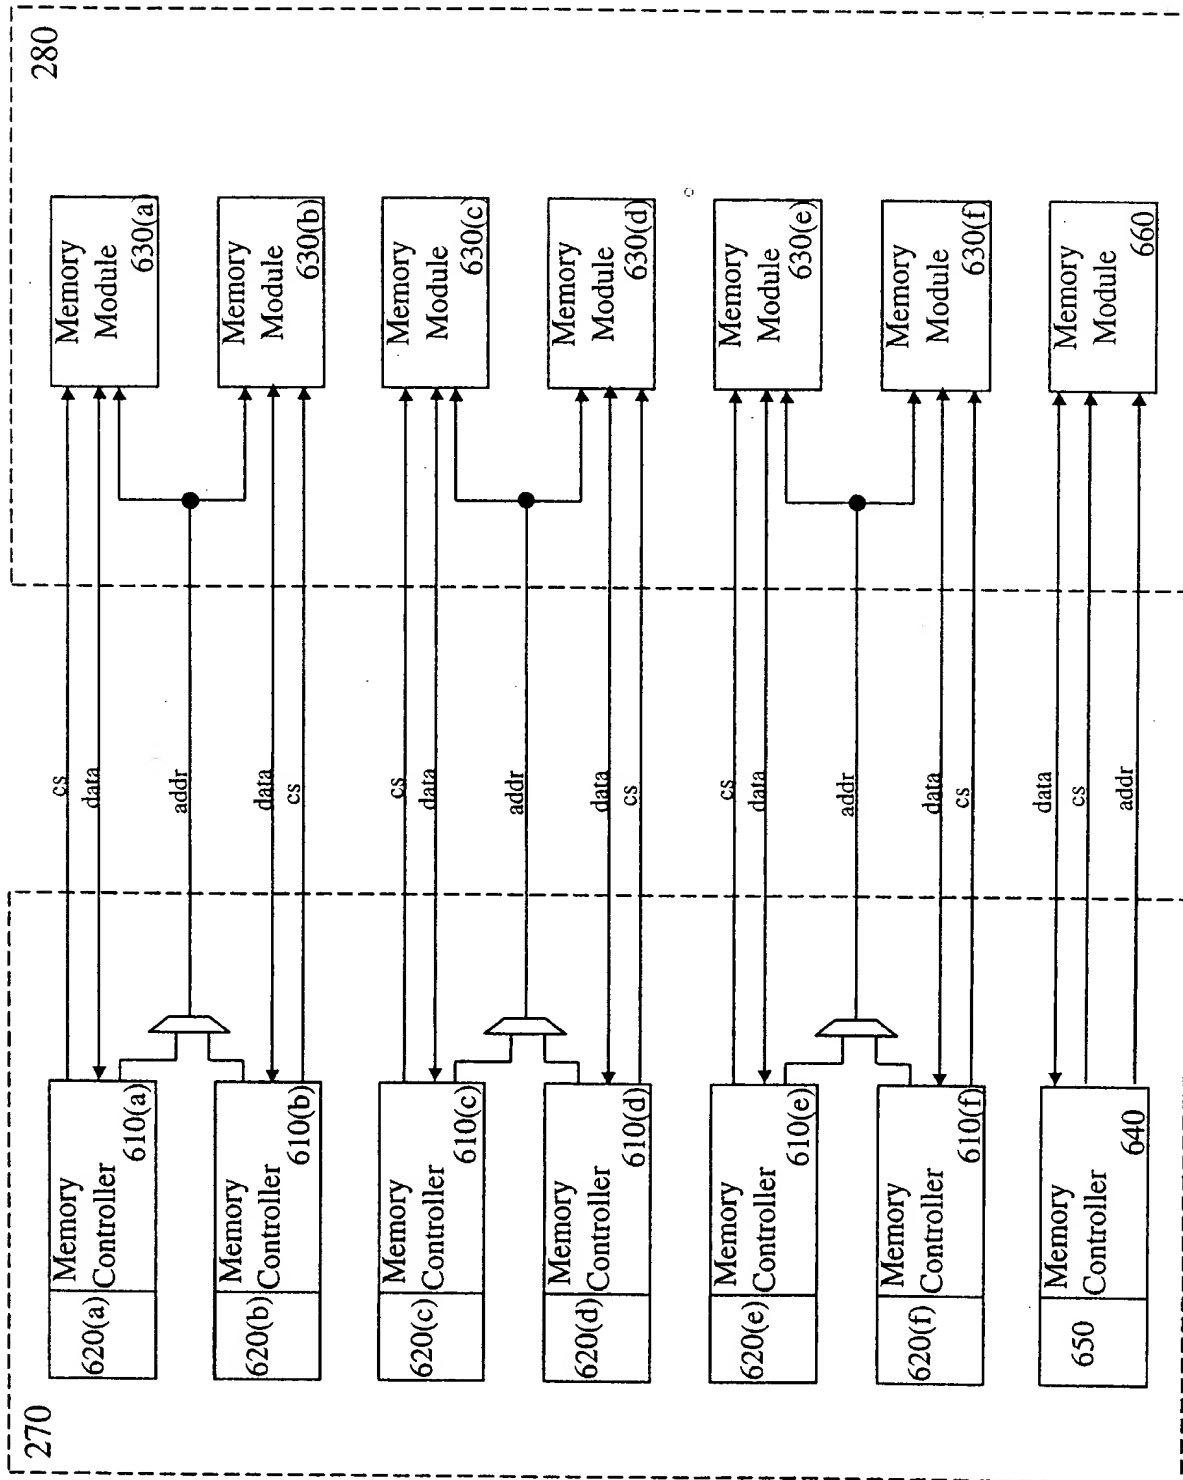 280
Memory
Module
630(a)
Memory
Module
630(b)
Memory
Module
630(c)
Memory
Module
630(d)
Memory
Module
630(e)
Memory
Module
630(f)
Memory
Module
660
cs
data
addr
data
cs
cs
data
addr
data
cs
cs
data
addr
data
cs
data
cs
addr
270
620(a)
Memory
Controller
610(a)
620(b)
Memory
Controller
610(b)
620(c)
Memory
Controller
610(c)
620(d)
Memory
Controller
610(d)
620(e)
Memory
Controller
610(e)
620(f)
Memory
Controller
610(f)
650
Memory
Controller
640